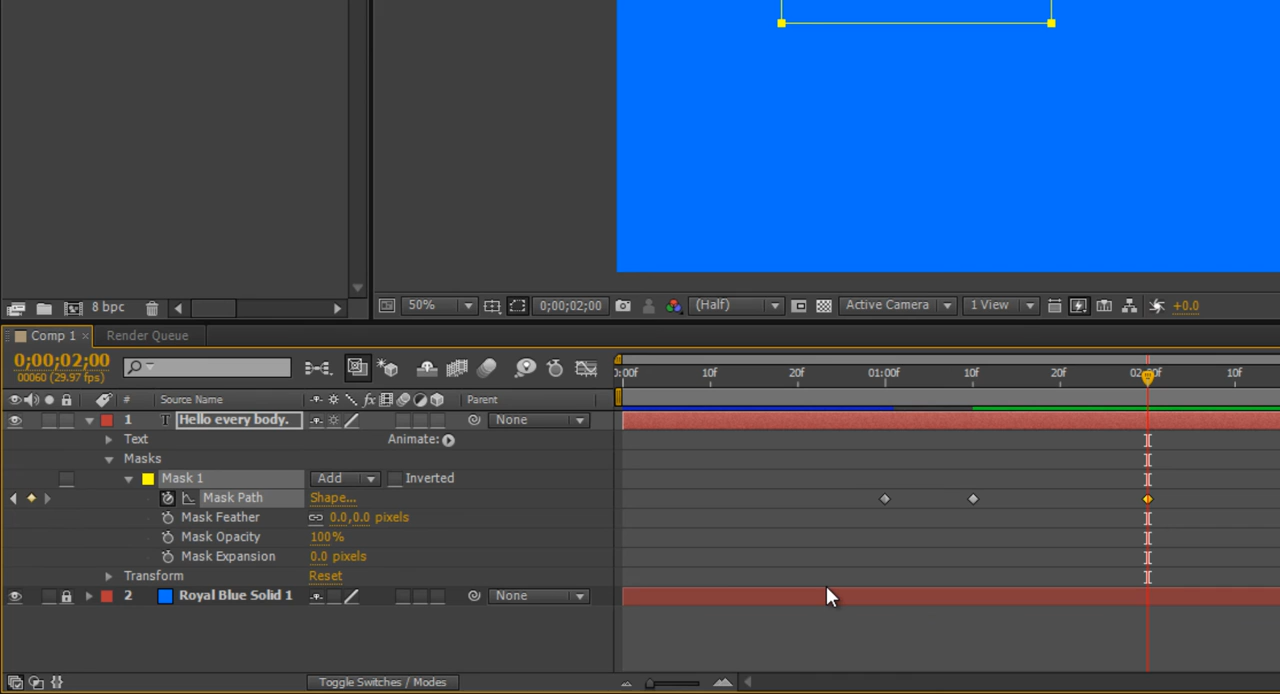 8 bpc
50%
0;00;02;00
(Half)
Active Camera
1 View
+0.0
Comp 1 ×
Render Queue
0;00;02;00
00060 (29.97 fps)
):00f
10f
20f
01:00f
10f
20f
02:00f
10f
#
Source Name
fx
Parent
1
T
Hello every body.
None
Text
Animate:
Masks
Mask 1
Add
Inverted
Mask Path
Shape...
Mask Feather
0.0,0.0 pixels
Mask Opacity
100%
Mask Expansion
0.0 pixels
Transform
Reset
2
Royal Blue Solid 1
None
Toggle Switches / Modes